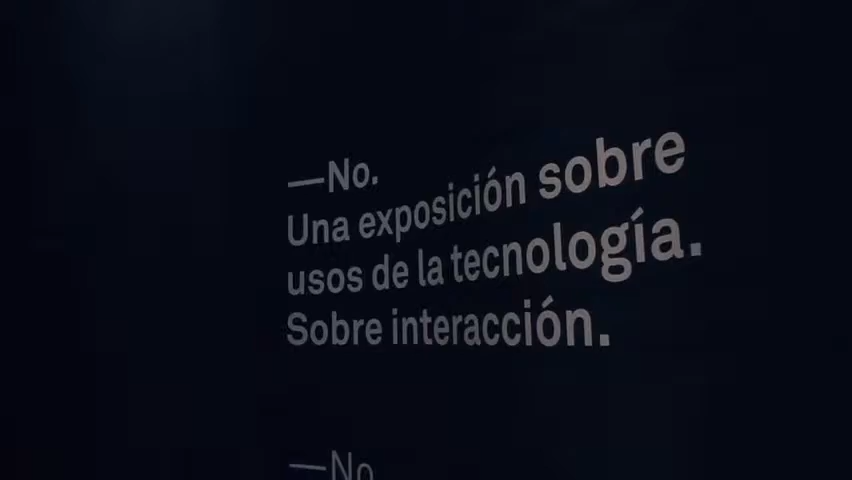 —No.
Una exposición sobre
usos de la tecnología.
Sobre interacción.
—No